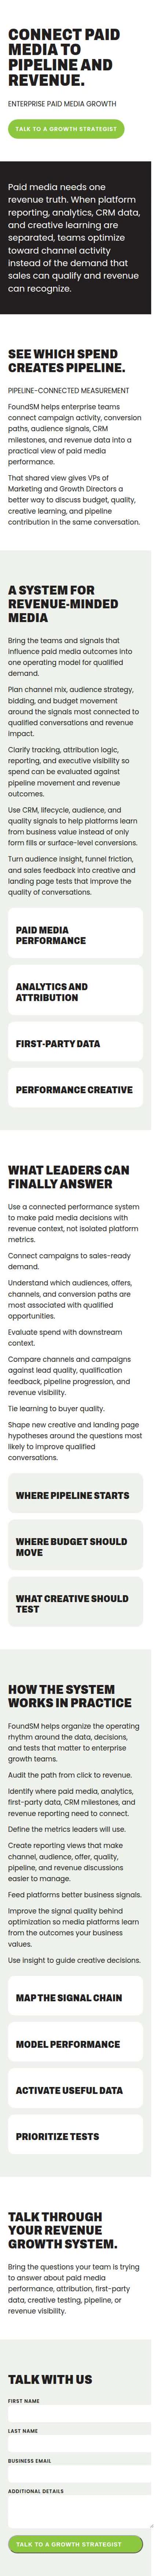 CONNECT PAID
MEDIA TO
PIPELINE AND
REVENUE.
ENTERPRISE PAID MEDIA GROWTH
TALK TO A GROWTH STRATEGIST
Paid media needs one
revenue truth. When platform
reporting, analytics, CRM data,
and creative learning are
separated, teams optimize
toward channel activity
instead of the demand that
sales can qualify and revenue
can recognize.
SEE WHICH SPEND
CREATES PIPELINE.
PIPELINE-CONNECTED MEASUREMENT
FoundSM helps enterprise teams
connect campaign activity, conversion
paths, audience signals, CRM
milestones, and revenue data into a
practical view of paid media
performance.
That shared view gives VPs of
Marketing and Growth Directors a
better way to discuss budget, quality,
creative learning, and pipeline
contribution in the same conversation.
A SYSTEM FOR
REVENUE-MINDED
MEDIA
Bring the teams and signals that
influence paid media outcomes into
one operating model for qualified
demand.
Plan channel mix, audience strategy,
bidding, and budget movement
around the signals most connected to
qualified conversations and revenue
impact.
Clarify tracking, attribution logic,
reporting, and executive visibility so
spend can be evaluated against
pipeline movement and revenue
outcomes.
Use CRM, lifecycle, audience, and
quality signals to help platforms learn
from business value instead of only
form fills or surface-level conversions.
Turn audience insight, funnel friction,
and sales feedback into creative and
landing page tests that improve the
quality of conversations.
PAID MEDIA
PERFORMANCE
ANALYTICS AND
ATTRIBUTION
FIRST-PARTY DATA
PERFORMANCE CREATIVE
WHAT LEADERS CAN
FINALLY ANSWER
Use a connected performance system
to make paid media decisions with
revenue context, not isolated platform
metrics.
Connect campaigns to sales-ready
demand.
Understand which audiences, offers,
channels, and conversion paths are
most associated with qualified
opportunities.
Evaluate spend with downstream
context.
Compare channels and campaigns
against lead quality, qualification
feedback, pipeline progression, and
revenue visibility.
Tie learning to buyer quality.
Shape new creative and landing page
hypotheses around the questions most
likely to improve qualified
conversations.
WHERE PIPELINE STARTS
WHERE BUDGET SHOULD
MOVE
WHAT CREATIVE SHOULD
TEST
HOW THE SYSTEM
WORKS IN PRACTICE
FoundSM helps organize the operating
rhythm around the data, decisions,
and tests that matter to enterprise
growth teams.
Audit the path from click to revenue.
Identify where paid media, analytics,
first-party data, CRM milestones, and
revenue reporting need to connect.
Define the metrics leaders will use.
Create reporting views that make
channel, audience, offer, quality,
pipeline, and revenue discussions
easier to manage.
Feed platforms better business signals.
Improve the signal quality behind
optimization so media platforms learn
from the outcomes your business
values.
Use insight to guide creative decisions.
MAP THE SIGNAL CHAIN
MODEL PERFORMANCE
ACTIVATE USEFUL DATA
PRIORITIZE TESTS
TALK THROUGH
YOUR REVENUE
GROWTH SYSTEM.
Bring the questions your team is trying
to answer about paid media
performance, attribution, first-party
data, creative testing, pipeline, or
revenue visibility.
TALK WITH US
FIRST NAME
LAST NAME
BUSINESS EMAIL
ADDITIONAL DETAILS
TALK TO A GROWTH STRATEGIST